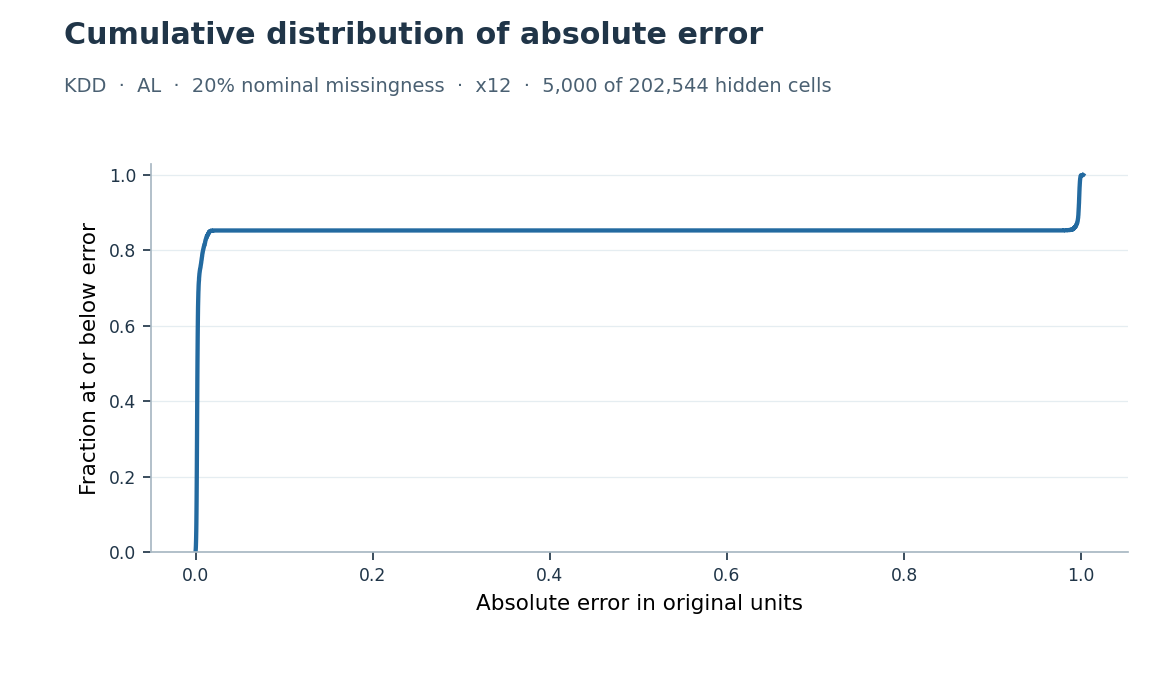 Cumulative distribution of absolute error
KDD · AL · 20% nominal missingness · x12 · 5,000 of 202,544 hidden cells
Fraction at or below error
1.0
0.8
0.6
0.4
0.2
0.0
0.0 0.2 0.4 0.6 0.8 1.0
Absolute error in original units